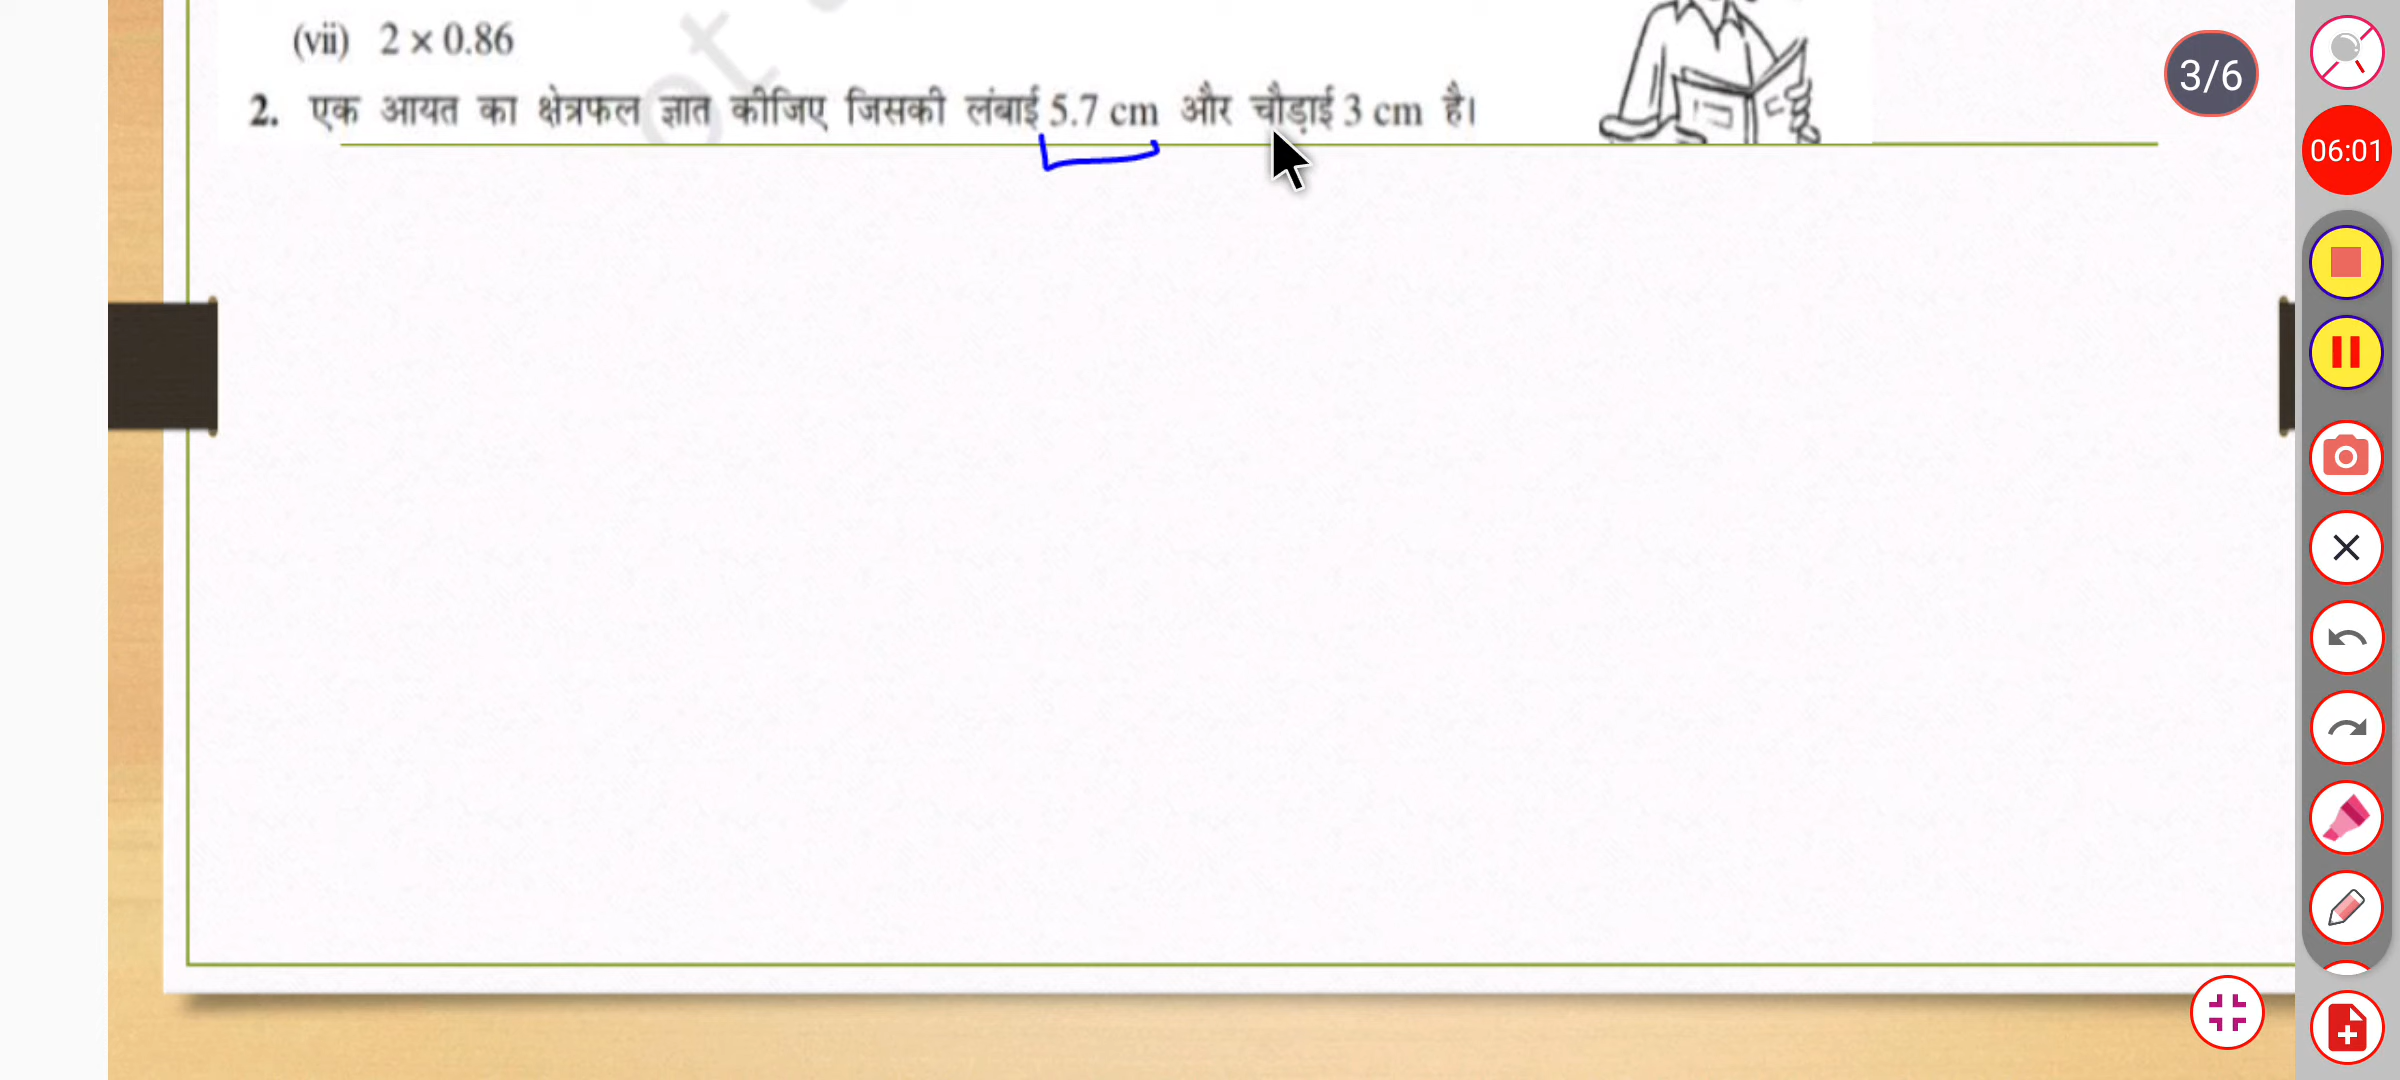 (vii) 2 × 0.86
2. एक आयत का क्षेत्रफल ज्ञात कीजिए जिसकी लंबाई 5.7 cm और चौड़ाई 3 cm है।
3/6
06:01